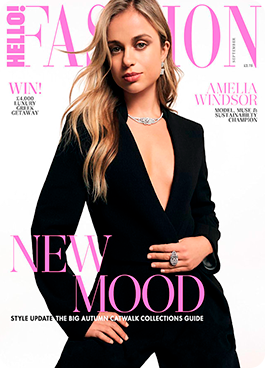 HELLO!
FASHION
SEPTEMBER
WIN!
£4,000
LUXURY
GREEK
GETAWAY
AMELIA
WINDSOR
MODEL, MUSE &
SUSTAINABILITY
CHAMPION
NEW
MOOD
STYLE UPDATE THE BIG AUTUMN CATWALK COLLECTIONS GUIDE